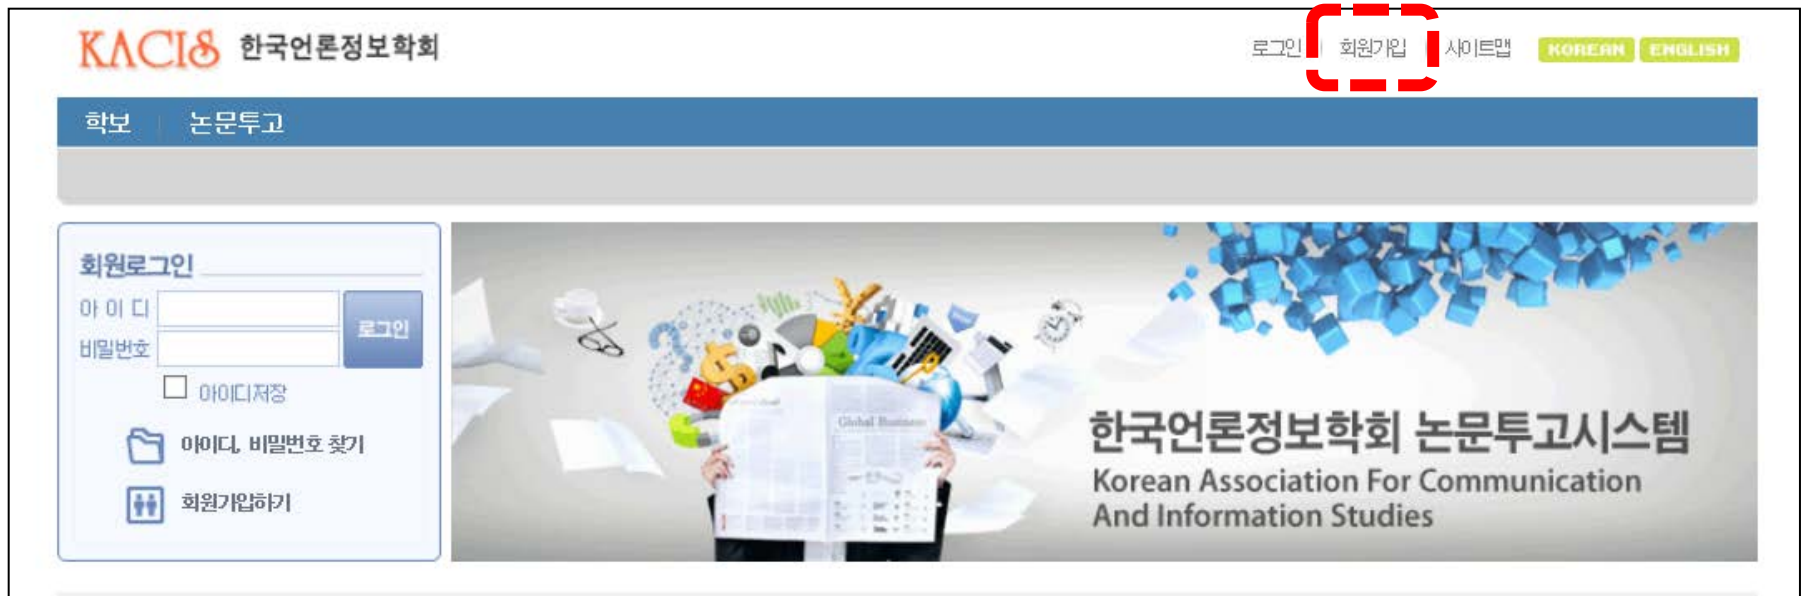 KACIS 한국언론정보학회
로그인 회원가입 사이트맵 KOREAN ENGLISH
학보 논문투고
회원로그인
아이디
비밀번호
로그인
아이디저장
아이디, 비밀번호 찾기
회원가입하기
Global Business
한국언론정보학회 논문투고시스템
Korean Association For Communication
And Information Studies